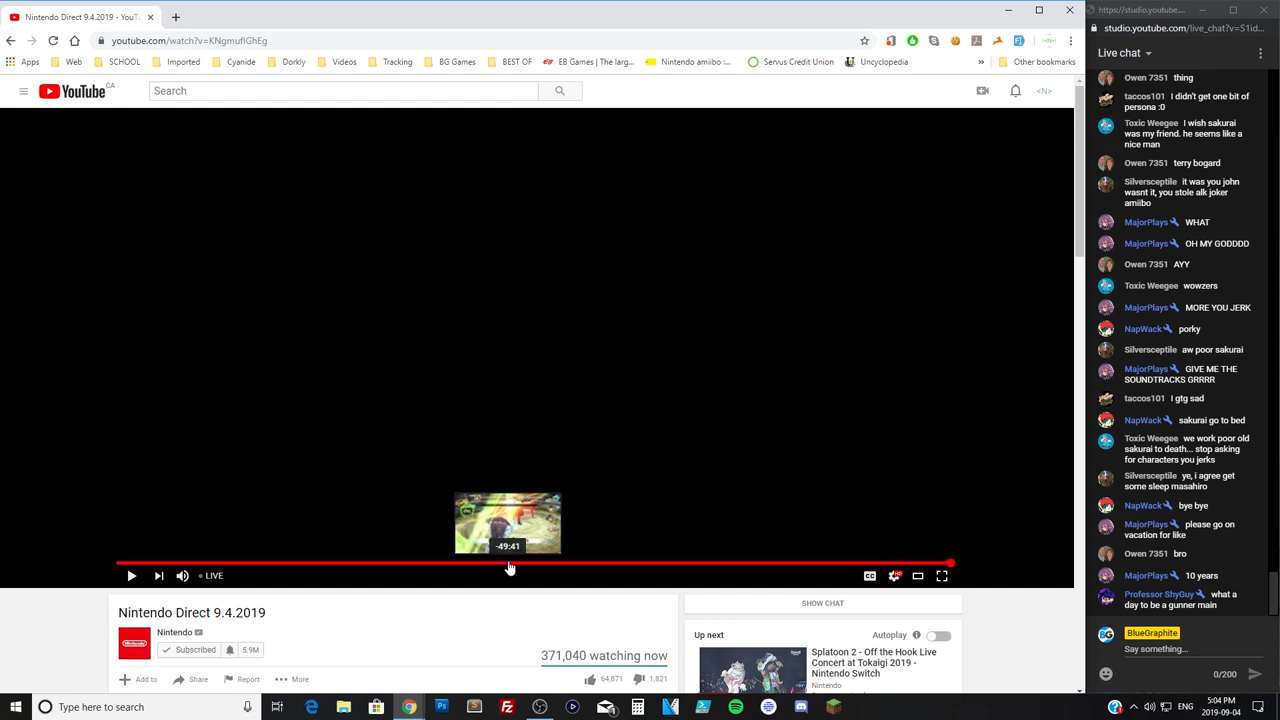 Nintendo Direct 9.4.2019 - YouTu
youtube.com/watch?v=KNgmufIGhEg
Apps Web SCHOOL Imported Cyanide Dorkly Videos Tracking BG Games BEST OF EB Games | The larg... Nintendo amiibo :... Servus Credit Union Uncyclopedia » Other bookmarks
YouTube CA
Search
<N>
-49:41
LIVE
HD
Nintendo Direct 9.4.2019
Nintendo
Subscribed 5.9M
371,040 watching now
Add to Share Report More
64,871 1,821
SHOW CHAT
Up next Autoplay
Splatoon 2 - Off the Hook Live
Concert at Tokaigi 2019 -
Nintendo Switch
Nintendo
https://studio.youtube.com/...
studio.youtube.com/live_chat?v=S1id...
Live chat
Owen 7351 thing
taccos101 I didn't get one bit of
persona :0
Toxic Weegee I wish sakurai
was my friend. he seems like a
nice man
Owen 7351 terry bogard
Silversceptile it was you john
wasnt it, you stole alk joker
amiibo
MajorPlays WHAT
MajorPlays OH MY GODDDD
Owen 7351 AYY
Toxic Weegee wowzers
MajorPlays MORE YOU JERK
NapWack porky
Silversceptile aw poor sakurai
MajorPlays GIVE ME THE
SOUNDTRACKS GRRRR
taccos101 I gtg sad
NapWack sakurai go to bed
Toxic Weegee we work poor old
sakurai to death... stop asking
for characters you jerks
Silversceptile ye, i agree get
some sleep masahiro
NapWack bye bye
MajorPlays please go on
vacation for like
Owen 7351 bro
MajorPlays 10 years
Professor ShyGuy what a
day to be a gunner main
BlueGraphite
Say something...
0/200
Type here to search
ENG
5:04 PM
2019-09-04